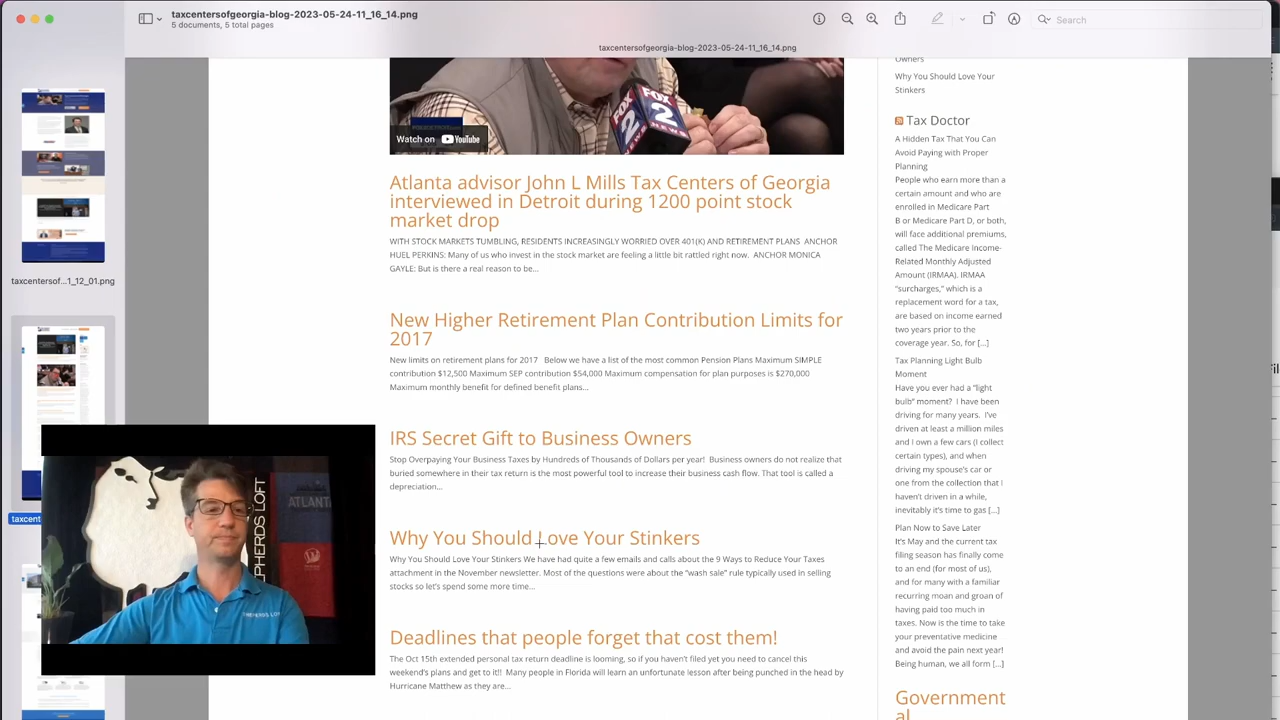 taxcentersofgeorgia-blog-2023-05-24-11_16_14.png
5 documents, 5 total pages
Search
taxcentersofgeorgia-blog-2023-05-24-11_16_14.png
taxcentersof...1_12_01.png
taxcent
FOX
2
NEWS
FOX
2
NEWS
Watch on YouTube
Atlanta advisor John L Mills Tax Centers of Georgia
interviewed in Detroit during 1200 point stock
market drop
WITH STOCK MARKETS TUMBLING, RESIDENTS INCREASINGLY WORRIED OVER 401(K) AND RETIREMENT PLANS ANCHOR
HUEL PERKINS: Many of us who invest in the stock market are feeling a little bit rattled right now. ANCHOR MONICA
GAYLE: But is there a real reason to be...
New Higher Retirement Plan Contribution Limits for
2017
New limits on retirement plans for 2017 Below we have a list of the most common Pension Plans Maximum SIMPLE
contribution $12,500 Maximum SEP contribution $54,000 Maximum compensation for plan purposes is $270,000
Maximum monthly benefit for defined benefit plans...
IRS Secret Gift to Business Owners
Stop Overpaying Your Business Taxes by Hundreds of Thousands of Dollars per year! Business owners do not realize that
buried somewhere in their tax return is the most powerful tool to increase their business cash flow. That tool is called a
depreciation...
Why You Should Love Your Stinkers
Why You Should Love Your Stinkers We have had quite a few emails and calls about the 9 Ways to Reduce Your Taxes
attachment in the November newsletter. Most of the questions were about the "wash sale" rule typically used in selling
stocks so let's spend some more time...
Deadlines that people forget that cost them!
The Oct 15th extended personal tax return deadline is looming, so if you haven't filed yet you need to cancel this
weekend's plans and get to it!! Many people in Florida will learn an unfortunate lesson after being punched in the head by
Hurricane Matthew as they are...
Owners
Why You Should Love Your
Stinkers
Tax Doctor
A Hidden Tax That You Can
Avoid Paying with Proper
Planning
People who earn more than a
certain amount and who are
enrolled in Medicare Part
B or Medicare Part D, or both,
will face additional premiums,
called The Medicare Income-
Related Monthly Adjusted
Amount (IRMAA). IRMAA
"surcharges," which is a
replacement word for a tax,
are based on income earned
two years prior to the
coverage year. So, for [...]
Tax Planning Light Bulb
Moment
Have you ever had a "light
bulb" moment? I have been
driving for many years. I've
driven at least a million miles
and I own a few cars (I collect
certain types), and when
driving my spouse's car or
one from the collection that I
haven't driven in a while,
inevitably it's time to gas [...]
Plan Now to Save Later
It's May and the current tax
filing season has finally come
to an end (for most of us),
and for many with a familiar
recurring moan and groan of
having paid too much in
taxes. Now is the time to take
your preventative medicine
and avoid the pain next year!
Being human, we all form [...]
Government
al
EPHERDS LOFT
ATLANT